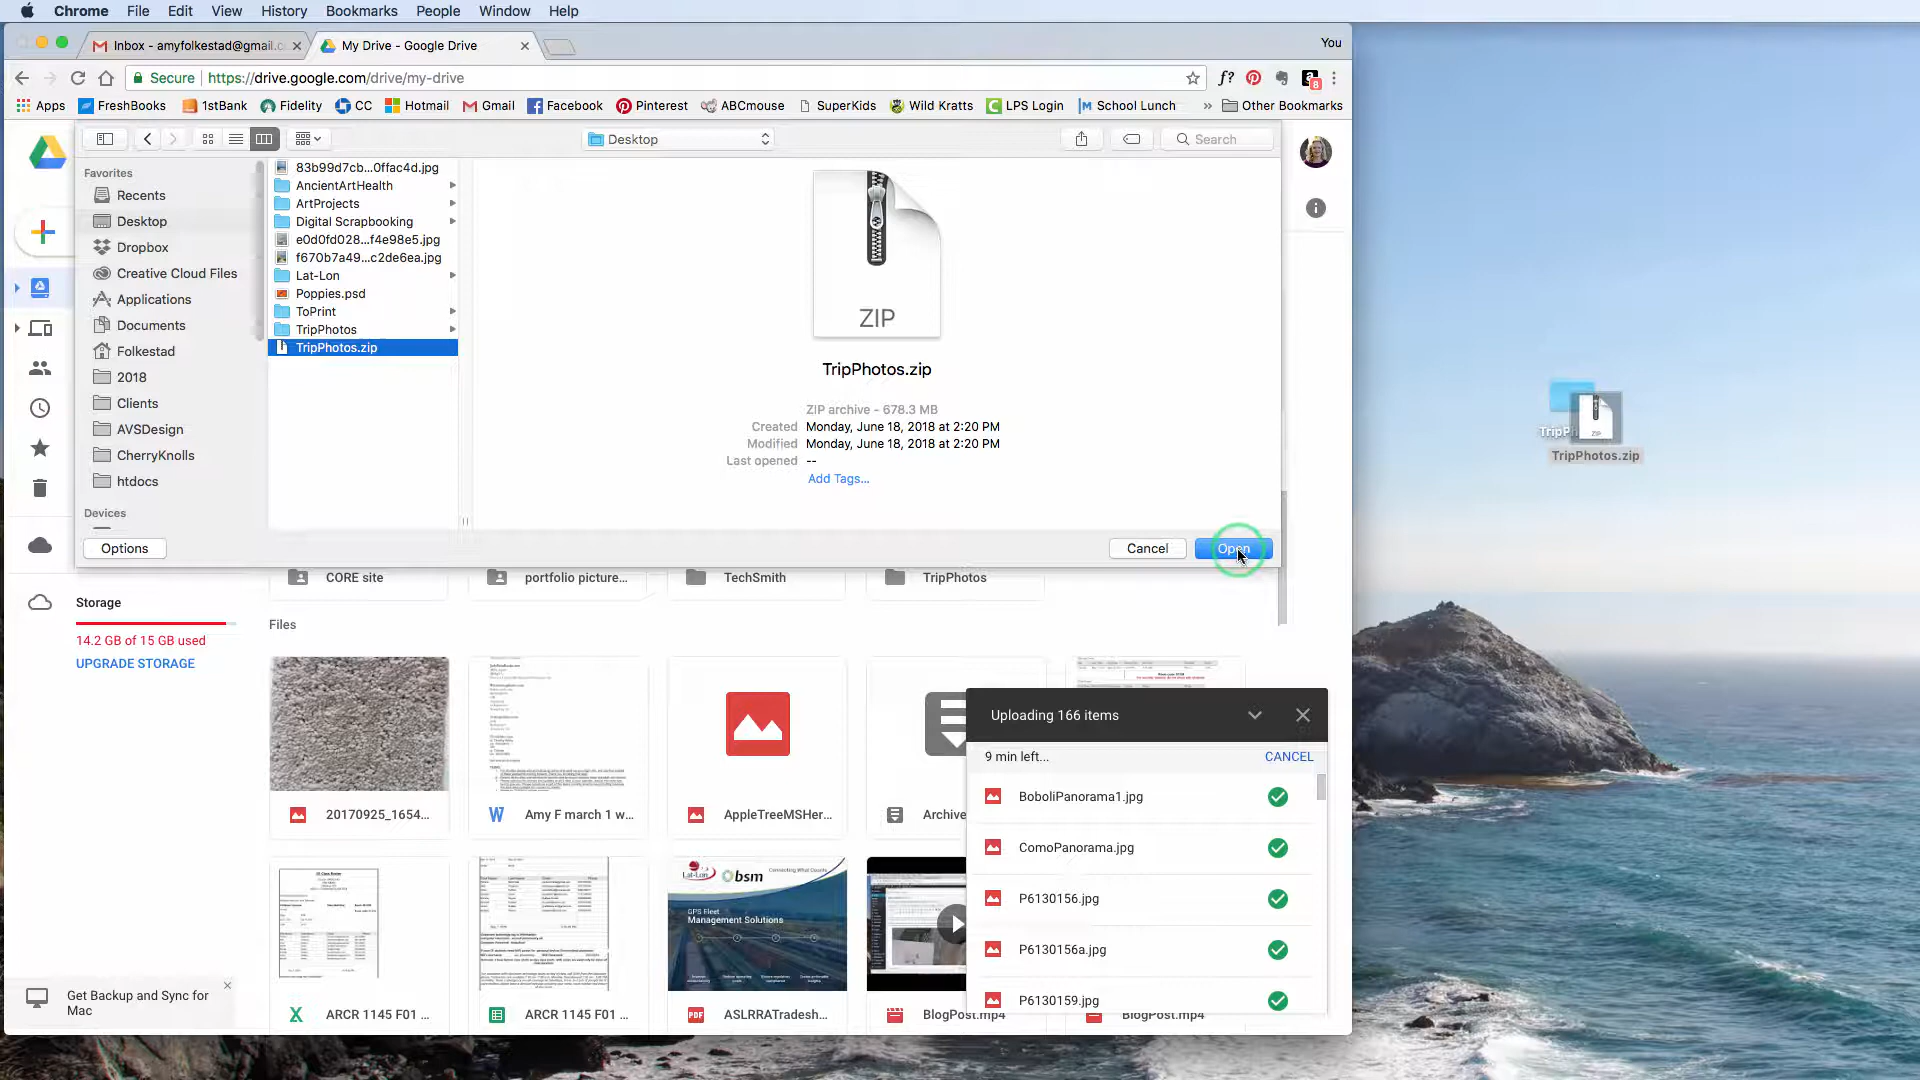 Chrome File Edit View History Bookmarks People Window Help
Inbox - amyfolkestad@gmail.c
My Drive - Google Drive
You
Secure https://drive.google.com/drive/my-drive
f?
8
Apps FreshBooks 1stBank Fidelity CC Hotmail Gmail Facebook Pinterest ABCmouse SuperKids Wild Kratts LPS Login School Lunch » Other Bookmarks
Desktop
Search
Favorites
Recents
Desktop
Dropbox
Creative Cloud Files
Applications
Documents
Folkestad
2018
Clients
AVSDesign
CherryKnolls
htdocs
Devices
83b99d7cb...0ffac4d.jpg
AncientArtHealth
ArtProjects
Digital Scrapbooking
e0d0fd028...f4e98e5.jpg
f670b7a49...c2de6ea.jpg
Lat-Lon
Poppies.psd
ToPrint
TripPhotos
TripPhotos.zip
ZIP
TripPhotos.zip
ZIP archive - 678.3 MB
Created Monday, June 18, 2018 at 2:20 PM
Modified Monday, June 18, 2018 at 2:20 PM
Last opened --
Add Tags...
Options
Cancel
Open
TripPh
ZIP
TripPhotos.zip
CORE site
portfolio picture...
TechSmith
TripPhotos
Storage
14.2 GB of 15 GB used
UPGRADE STORAGE
Files
20170925_1654...
Amy F march 1 w...
AppleTreeMSHer...
Archive
Lat-Lon
bsm
Connecting What Counts
GPS Fleet
Management Solutions
ARCR 1145 F01 ...
ARCR 1145 F01 ...
PDF
ASLRRATradesh...
BlogPost.mp4
BlogPost.mp4
Uploading 166 items
9 min left...
CANCEL
BoboliPanorama1.jpg
ComoPanorama.jpg
P6130156.jpg
P6130156a.jpg
P6130159.jpg
Get Backup and Sync for
Mac